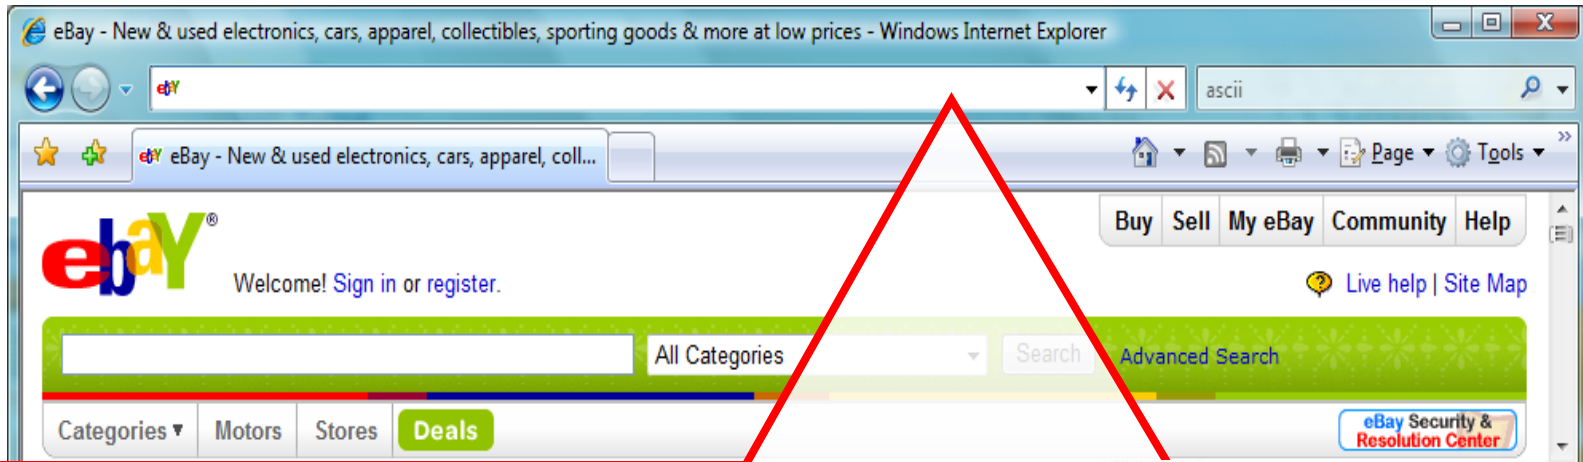 eBay - New & used electronics, cars, apparel, collectibles, sporting goods & more at low prices - Windows Internet Explorer
ebY ascii
ebY eBay - New & used electronics, cars, apparel, coll... Page Tools
ebaY® Buy Sell My eBay Community Help
Welcome! Sign in or register. Live help | Site Map
All Categories Search Advanced Search
Categories Motors Stores Deals eBay Security &
Resolution Center